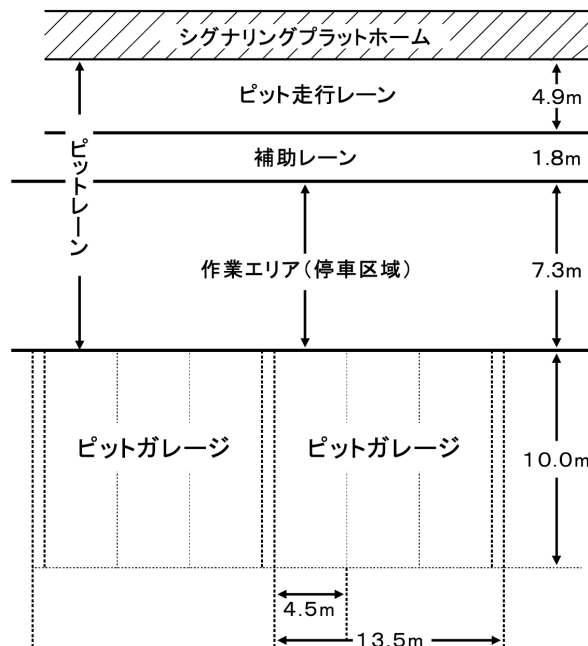 シグナリングプラットホーム
ピット走行レーン
4.9m
ピットレーン
補助レーン
1.8m
作業エリア（停車区域）
7.3m
ピットガレージ
ピットガレージ
10.0m
4.5m
13.5m